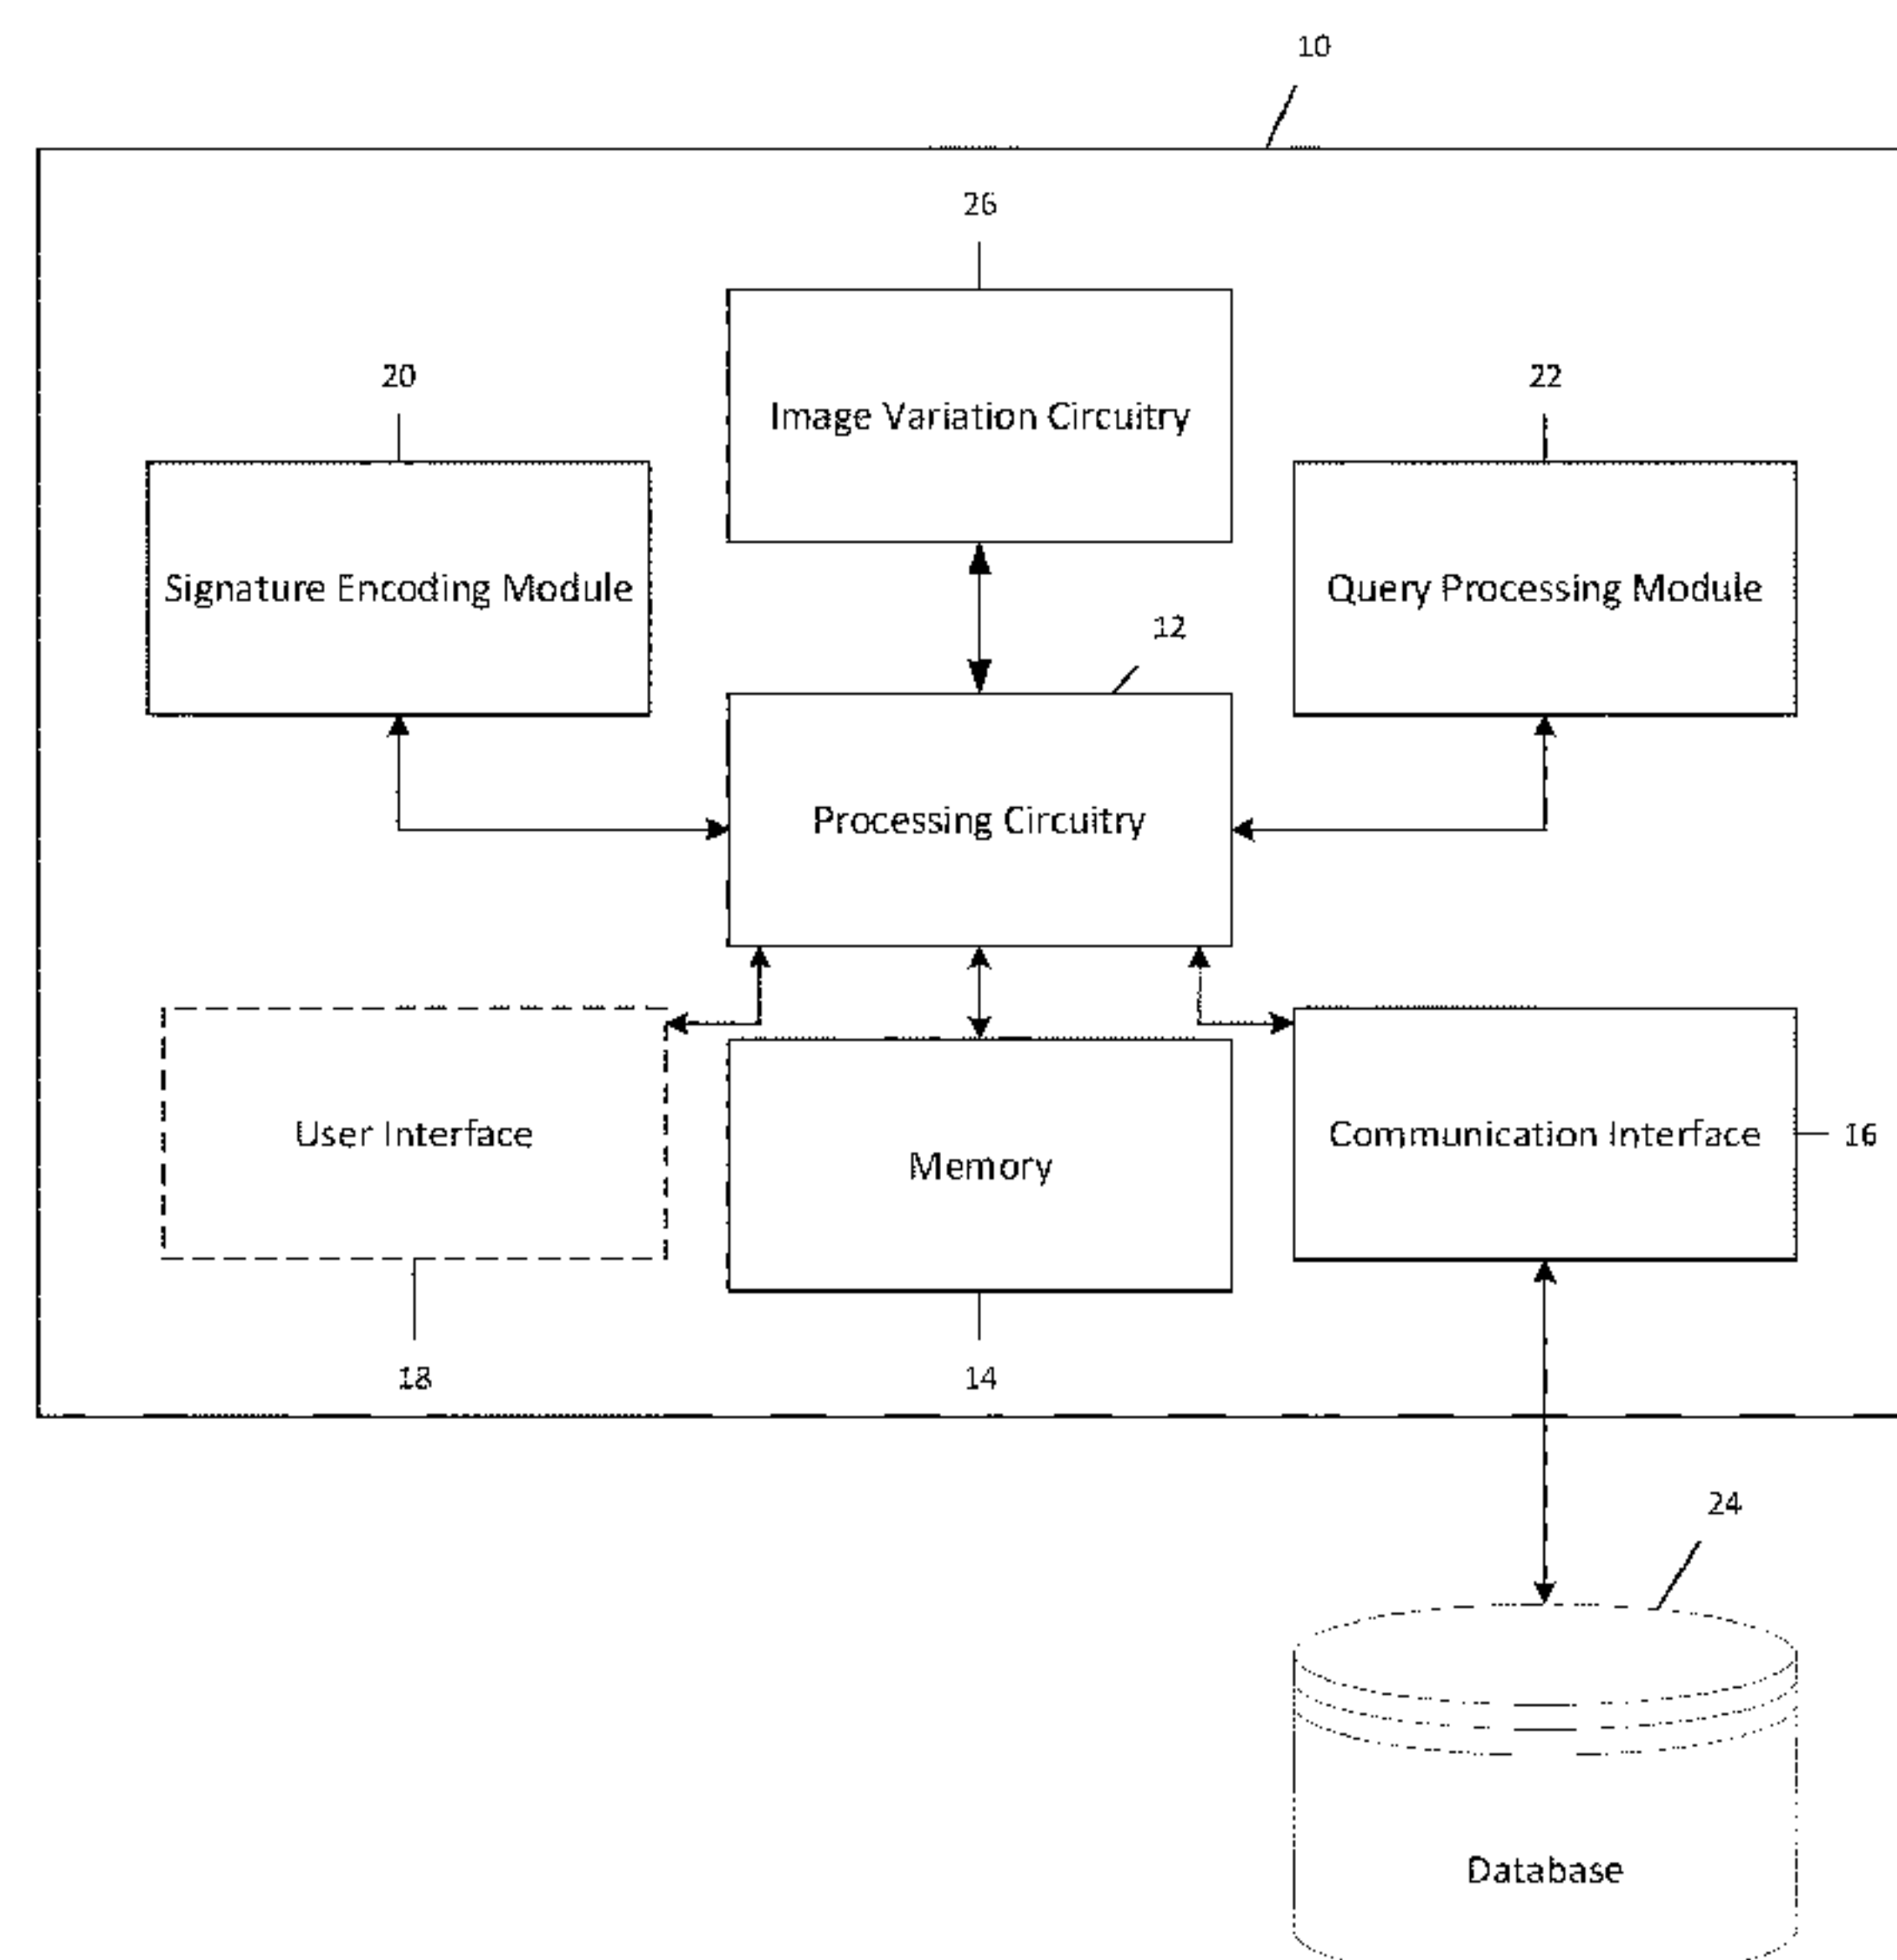 10
26
20
22
Image Variation Circuitry
Signature Encoding Module
Query Processing Module
12
Processing Circuitry
User Interface
Communication Interface
16
Memory
18
14
24
Database